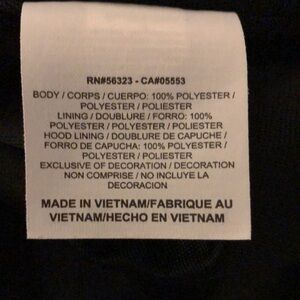 RN#56323 - CA#05553
BODY / CORPS / CUERPO: 100% POLYESTER /
POLYESTER / POLIESTER
LINING / DOUBLURE / FORRO: 100%
POLYESTER / POLYESTER / POLIESTER
HOOD LINING / DOUBLURE DE CAPUCHE /
FORRO DE CAPUCHA: 100% POLYESTER
/ POLYESTER / POLIESTER
EXCLUSIVE OF DECORATION / DECORATION
NON COMPRISE / NO INCLUYE LA
DECORACION
MADE IN VIETNAM/FABRIQUE AU
VIETNAM/HECHO EN VIETNAM